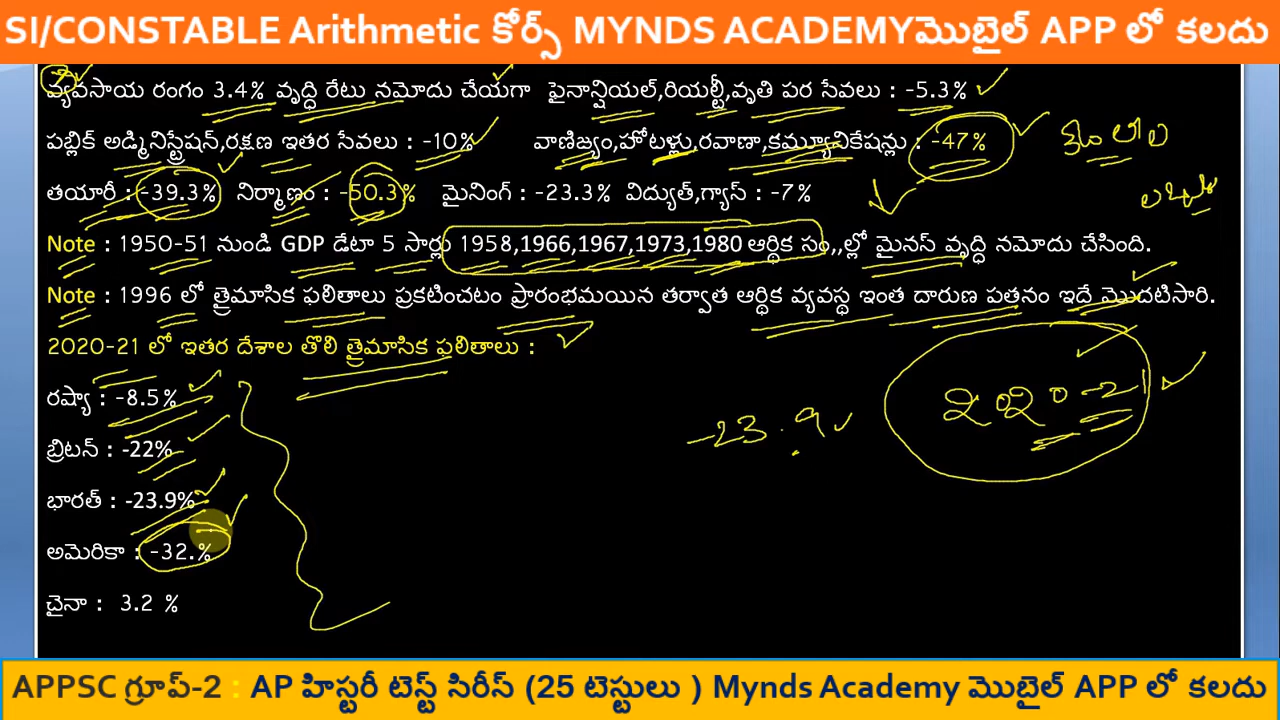 SI/CONSTABLE Arithmetic కోర్స్ MYNDS ACADEMYమొబైల్ APP లో కలదు
వ్యవసాయ రంగం 3.4% వృద్ధి రేటు నమోదు చేయగా ఫైనాన్షియల్,రియల్టీ,వృతి పర సేవలు : -5.3%
పబ్లిక్ అడ్మినిస్ట్రేషన్,రక్షణ ఇతర సేవలు : -10% వాణిజ్యం,హోటళ్లు,రవాణా,కమ్యూనికేషన్లు : -47%
తయారీ : -39.3% నిర్మాణం : -50.3% మైనింగ్ : -23.3% విద్యుత్,గ్యాస్ : -7%
Note : 1950-51 నుండి GDP డేటా 5 సార్లు 1958,1966,1967,1973,1980 ఆర్థిక సం,,ల్లో మైనస్ వృద్ధి నమోదు చేసింది.
Note : 1996 లో త్రైమాసిక ఫలితాలు ప్రకటించటం ప్రారంభమయిన తర్వాత ఆర్థిక వ్యవస్థ ఇంత దారుణ పతనం ఇదే మొదటిసారి.
2020-21 లో ఇతర దేశాల తొలి త్రైమాసిక ఫలితాలు :
రష్యా : -8.5%
2020-21
-23.9
బ్రిటన్ : -22%
భారత్ : -23.9%
అమెరికా : -32.%
చైనా : 3.2 %
APPSC గ్రూప్-2 : AP హిస్టరీ టెస్ట్ సిరీస్ (25 టెస్టులు ) Mynds Academy మొబైల్ APP లో కలదు